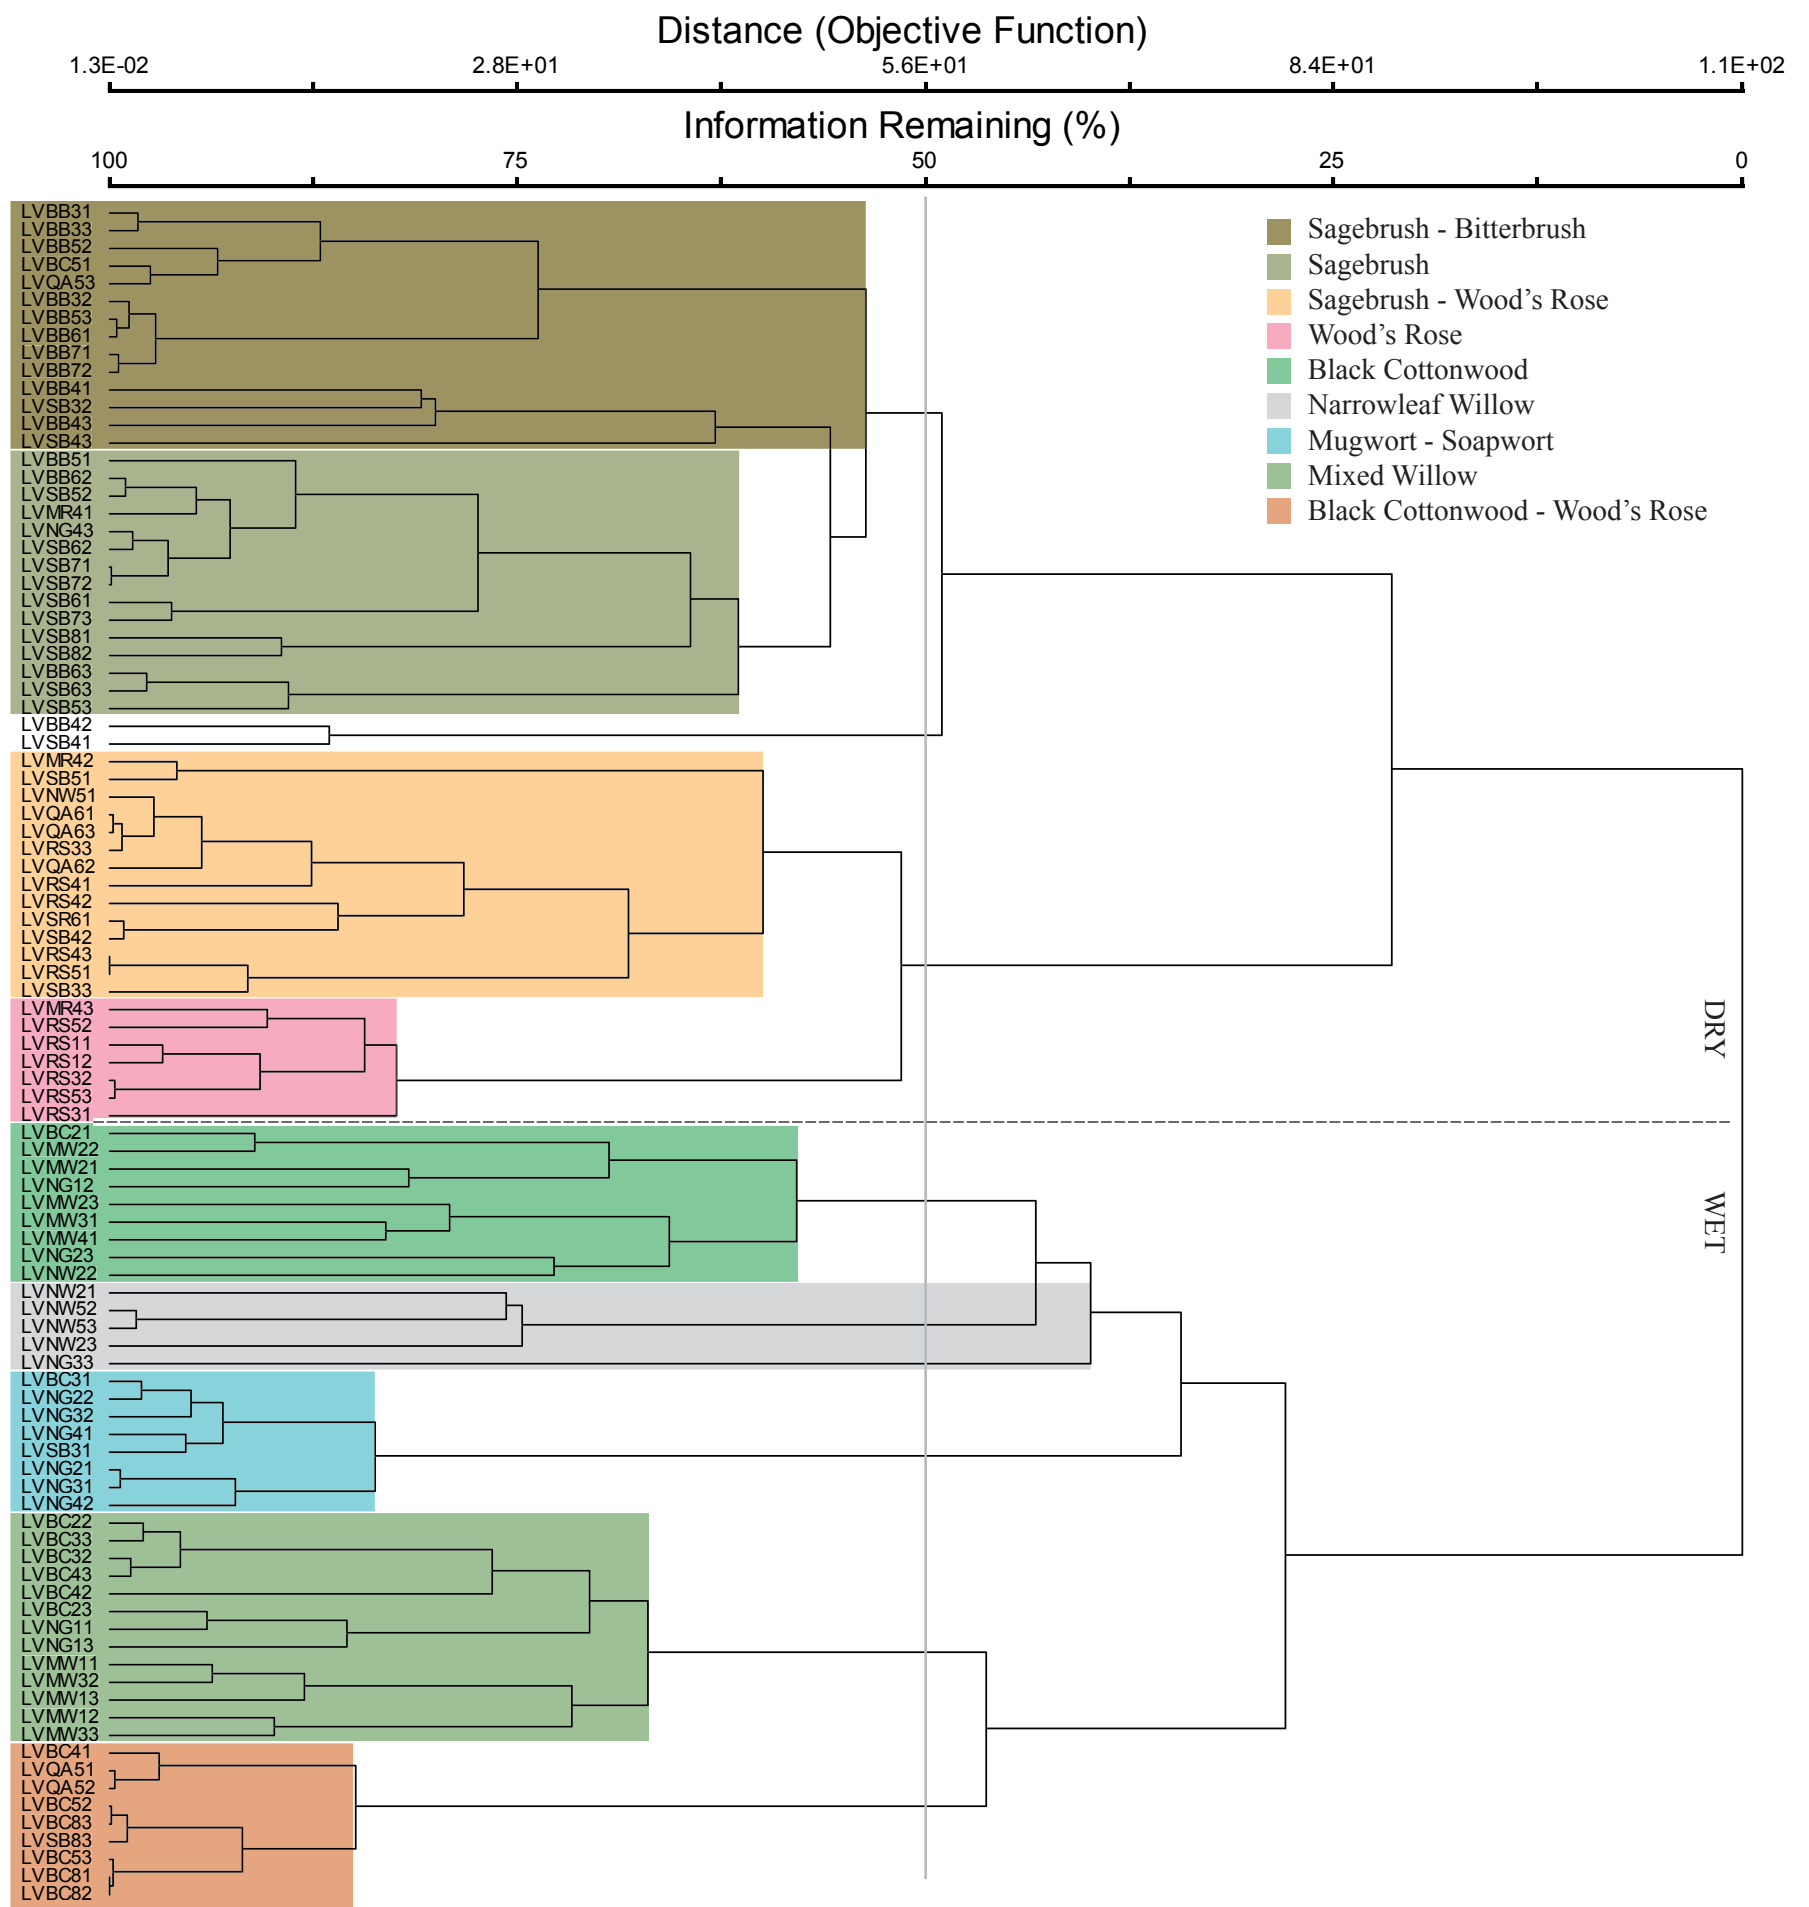 Distance (Objective Function)
1.3E-02 2.8E+01 5.6E+01 8.4E+01 1.1E+02
Information Remaining (%)
100 75 50 25 0
LVBB31
LVBB33
LVBB52
LVBC51
LVQA53
LVBB32
LVBB53
LVBB61
LVBB71
LVBB72
LVBB41
LVSB32
LVBB43
LVSB43
LVBB51
LVBB62
LVSB52
LVMR41
LVNG43
LVSB62
LVSB71
LVSB72
LVSB61
LVSB73
LVSB81
LVSB82
LVBB63
LVSB63
LVSB53
LVBB42
LVSB41
LVMR42
LVSB51
LVNW51
LVQA61
LVQA63
LVRS33
LVQA62
LVRS41
LVRS42
LVSR61
LVSB42
LVRS43
LVRS51
LVSB33
LVMR43
LVRS52
LVRS11
LVRS12
LVRS32
LVRS53
LVRS31
LVBC21
LVMW22
LVMW21
LVNG12
LVMW23
LVMW31
LVMW41
LVNG23
LVNW22
LVNW21
LVNW52
LVNW53
LVNW23
LVNG33
LVBC31
LVNG22
LVNG32
LVNG41
LVSB31
LVNG21
LVNG31
LVNG42
LVBC22
LVBC33
LVBC32
LVBC43
LVBC42
LVBC23
LVNG11
LVNG13
LVMW11
LVMW32
LVMW13
LVMW12
LVMW33
LVBC41
LVQA51
LVQA52
LVBC52
LVBC83
LVSB83
LVBC53
LVBC81
LVBC82
Sagebrush - Bitterbrush
Sagebrush
Sagebrush - Wood’s Rose
Wood’s Rose
Black Cottonwood
Narrowleaf Willow
Mugwort - Soapwort
Mixed Willow
Black Cottonwood - Wood’s Rose
DRY
WET